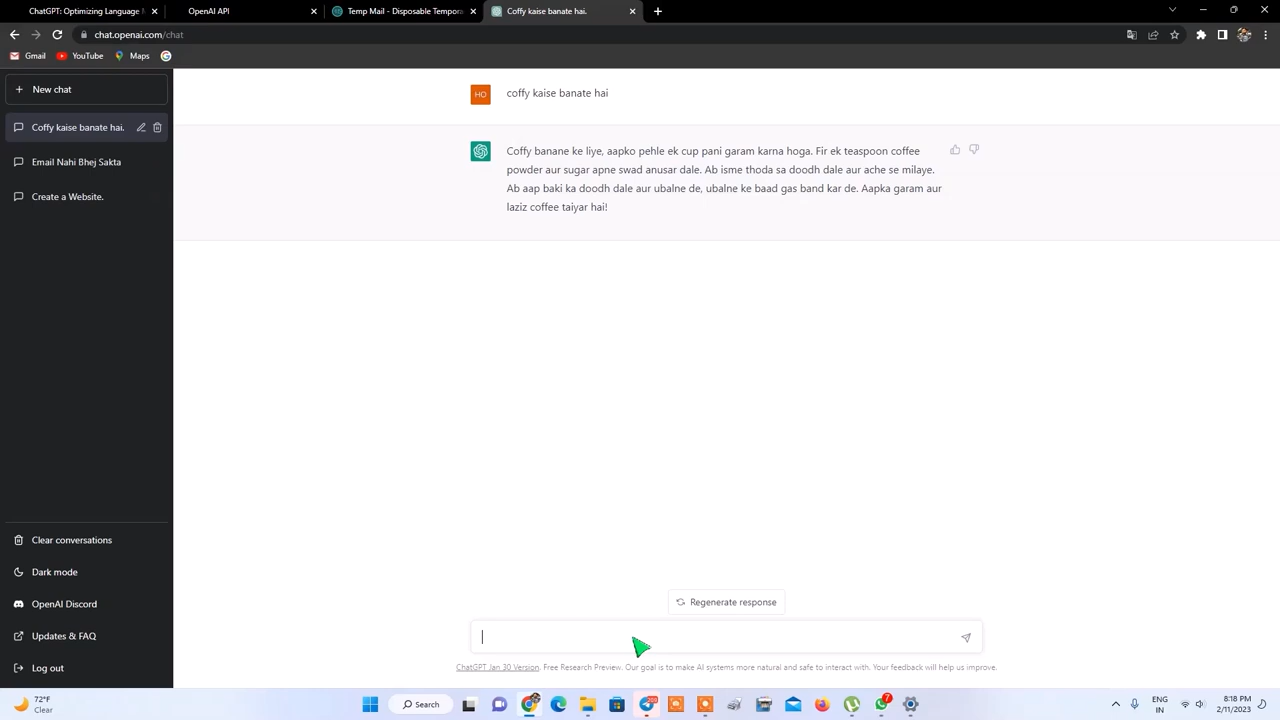 ChatGPT: Optimizing Language M
OpenAI API
Temp Mail - Disposable Tempora
Coffy kaise banate hai.
chat.openai.com/chat
Gmail
YouTube
Maps
New chat
Coffy kaise banate hai.
Email Nahi Bhej Sakta
Create a Website.
HO
coffy kaise banate hai
Coffy banane ke liye, aapko pehle ek cup pani garam karna hoga. Fir ek teaspoon coffee
powder aur sugar apne swad anusar dale. Ab isme thoda sa doodh dale aur ache se milaye.
Ab aap baki ka doodh dale aur ubalne de, ubalne ke baad gas band kar de. Aapka garam aur
laziz coffee taiyar hai!
Clear conversations
Dark mode
OpenAI Discord
Updates & FAQ
Log out
Regenerate response
ChatGPT Jan 30 Version. Free Research Preview. Our goal is to make AI systems more natural and safe to interact with. Your feedback will help us improve.
72°F
Clear
Search
7
ENG
IN
8:18 PM
2/11/2023